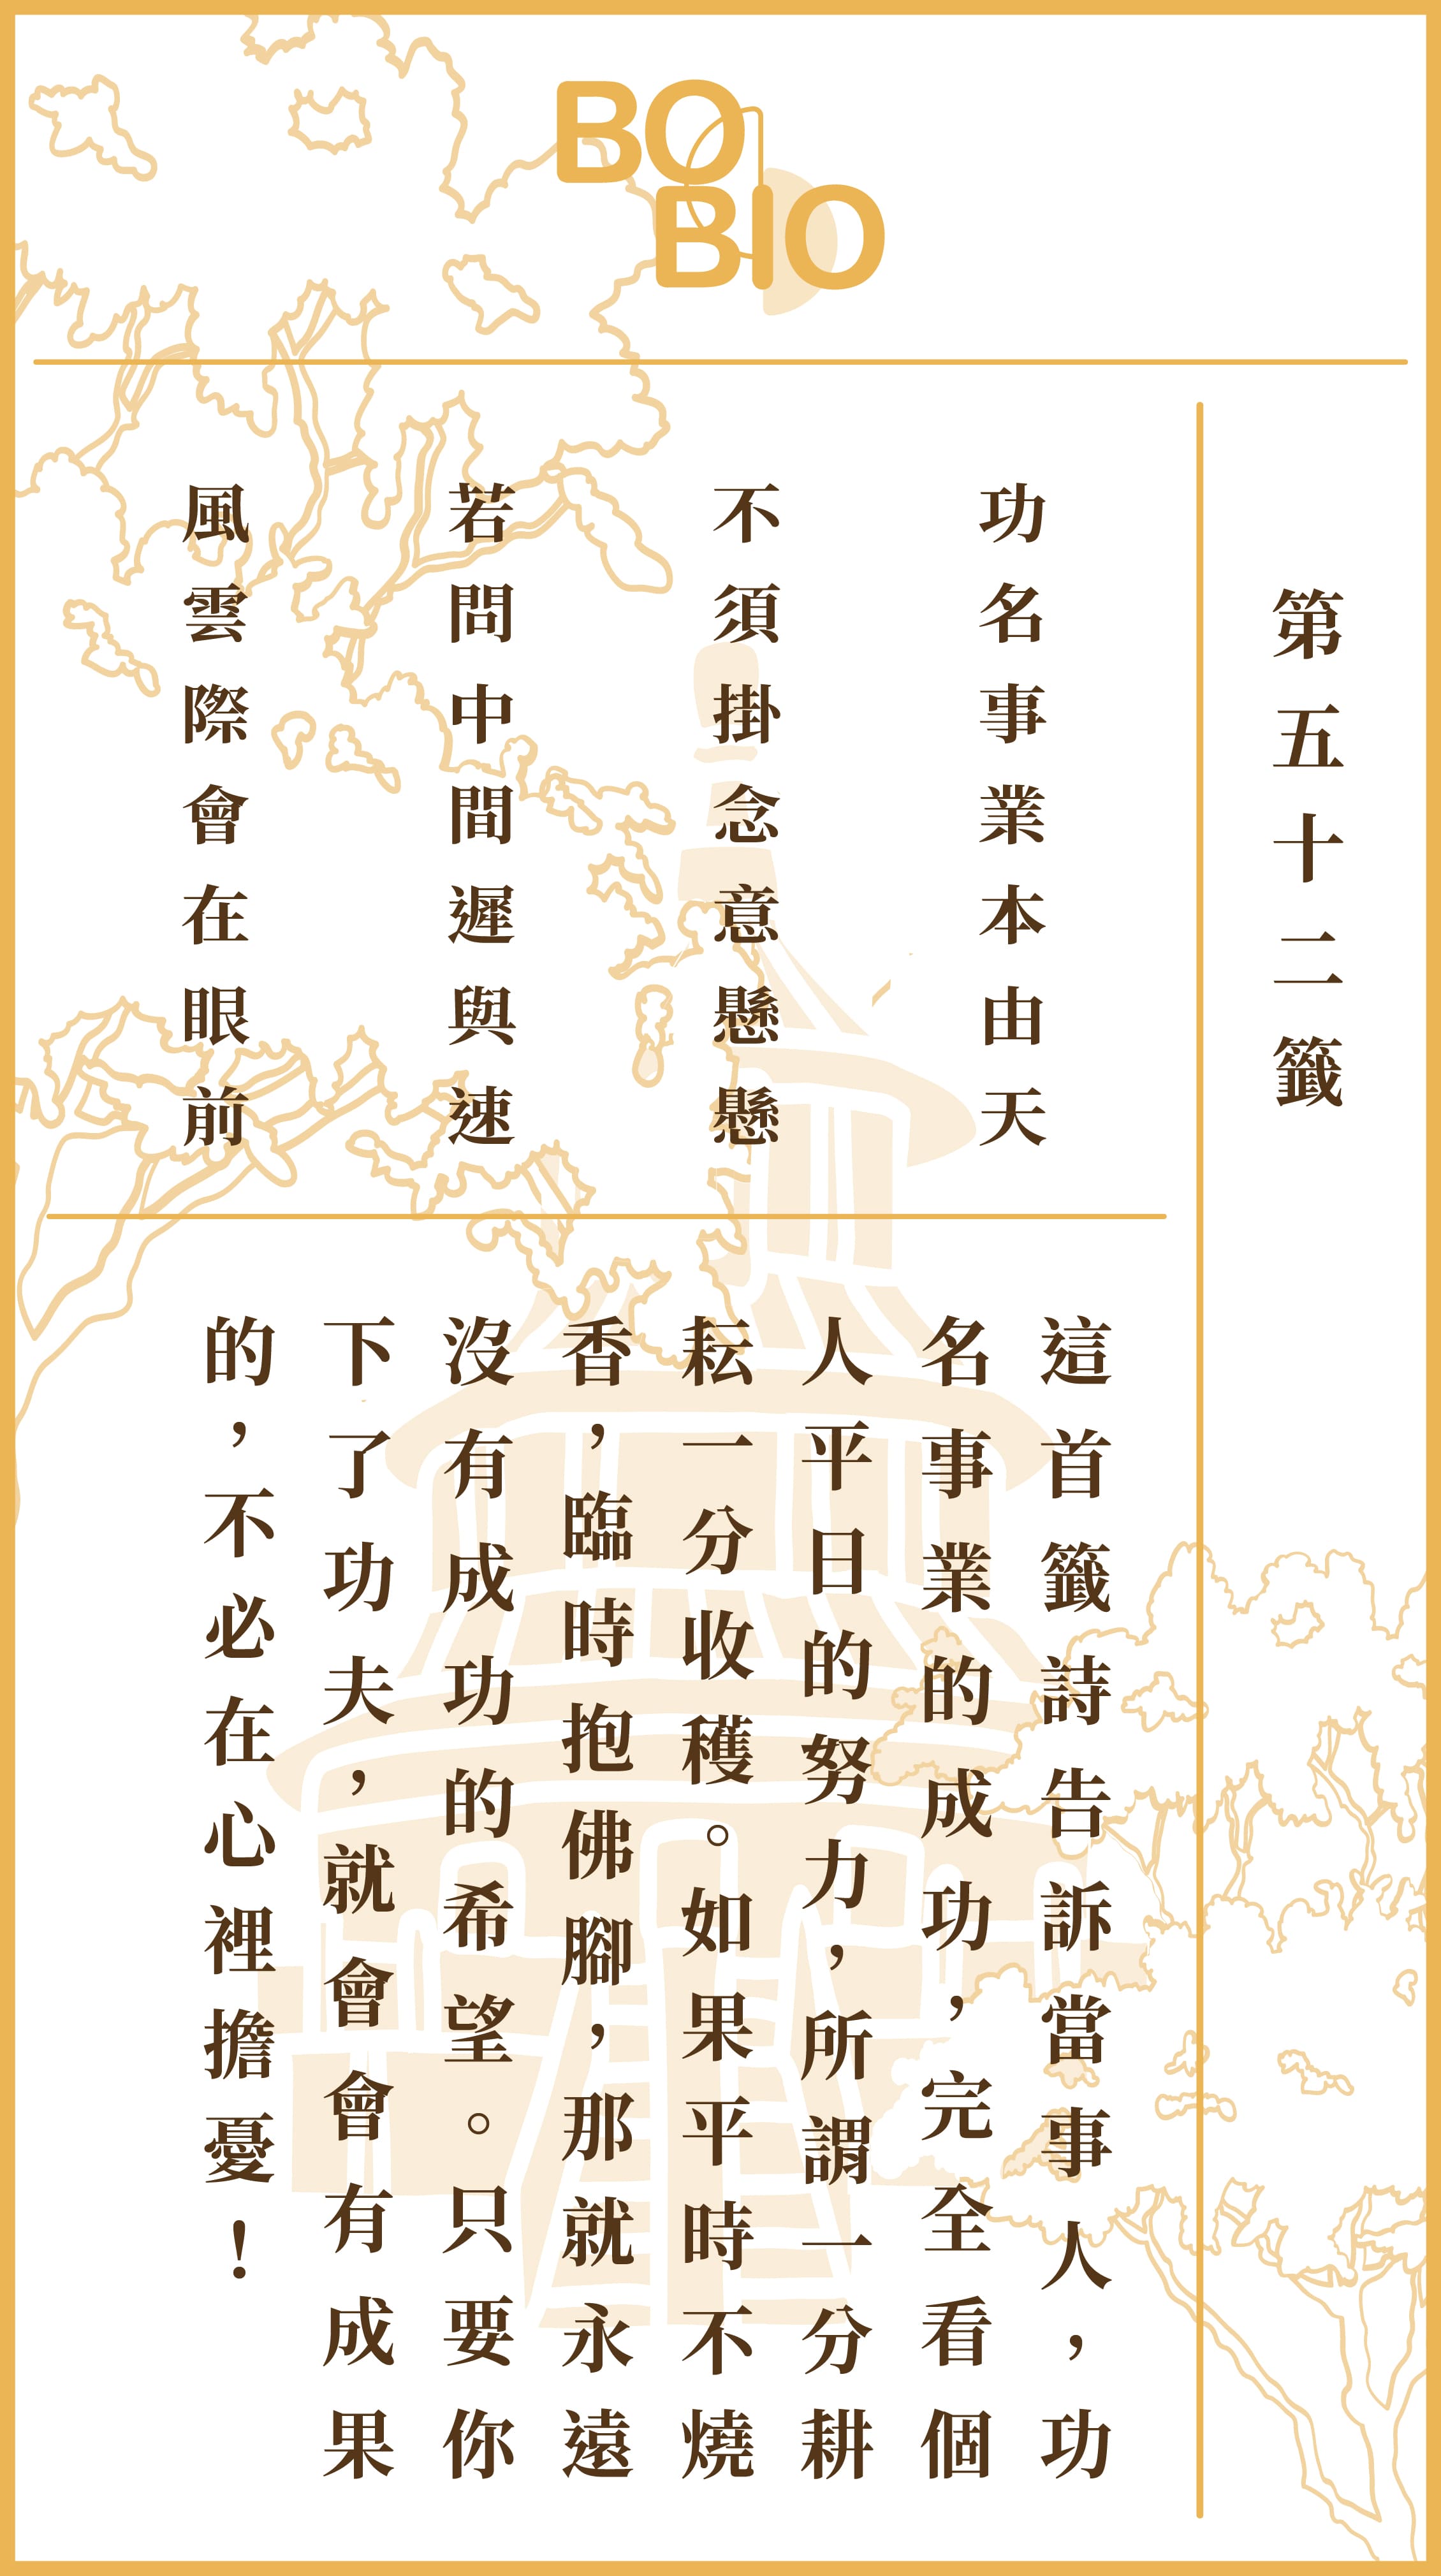 BO
BIO
第五十二籤
功名事業本由天
不須掛念意懸懸
若問中間遲與速
風雲際會在眼前
這首籤詩告訴當事人，功
名事業的成功，完全看個
人平日的努力，所謂一分耕
耘一分收穫。如果平時不燒
香，臨時抱佛腳，那就永遠
沒有成功的希望。只要你
下了功夫，就會會有成果
的，不必在心裡擔憂！